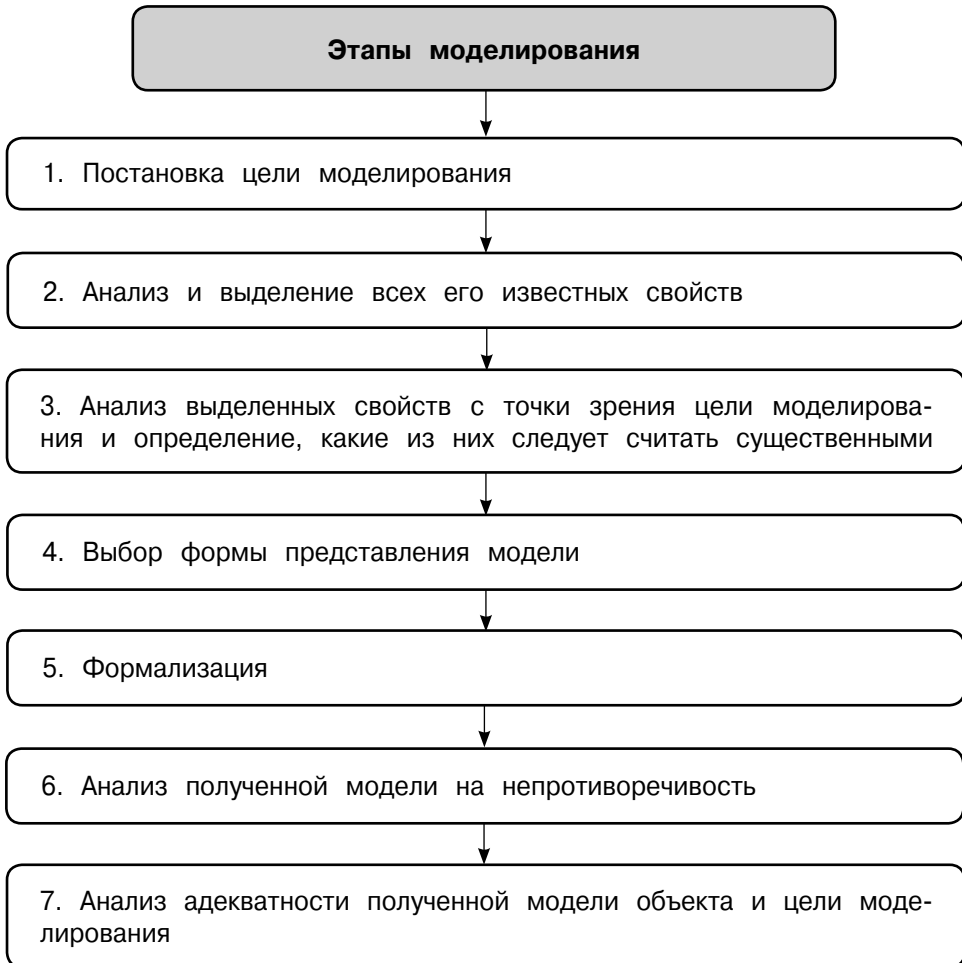 Этапы моделирования
1. Постановка цели моделирования
2. Анализ и выделение всех его известных свойств
3. Анализ выделенных свойств с точки зрения цели моделирова-
ния и определение, какие из них следует считать существенными
4. Выбор формы представления модели
5. Формализация
6. Анализ полученной модели на непротиворечивость
7. Анализ адекватности полученной модели объекта и цели моде-
лирования